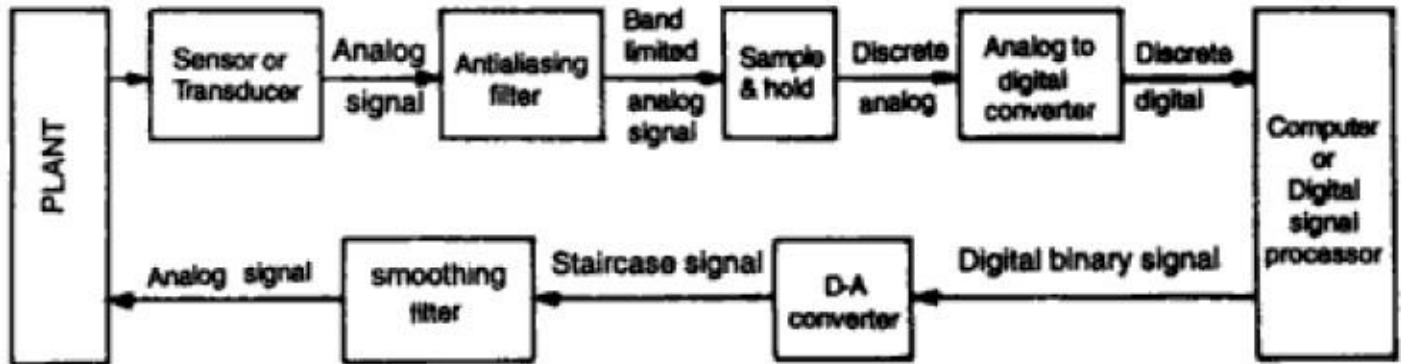 PLANT
Sensor or
Transducer
Analog
signal
Antialiasing
filter
Band
limited
analog
signal
Sample
& hold
Discrete
analog
Analog to
digital
converter
Discrete
digital
Computer
or
Digital
signal
processor
Digital binary signal
D-A
converter
Staircase signal
smoothing
filter
Analog signal